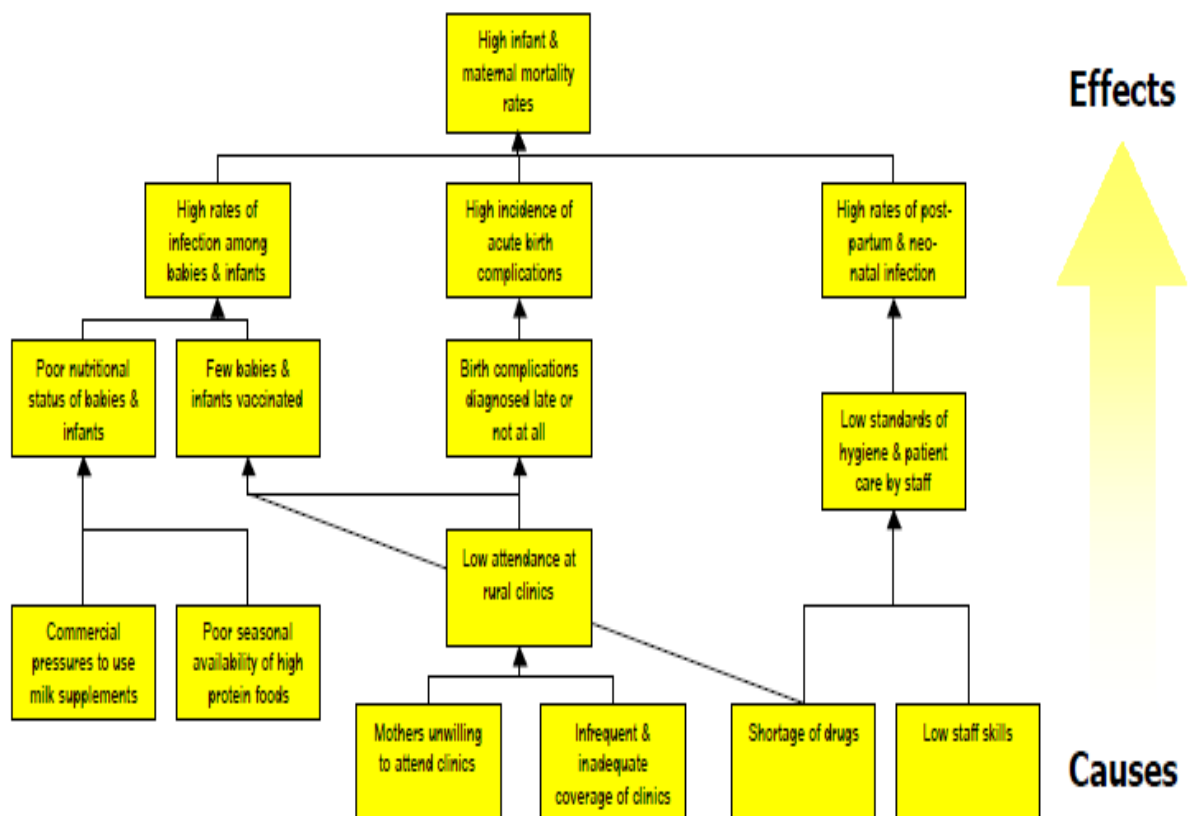 High infant &
maternal mortality
rates
Effects
High rates of
infection among
babies & infants
High incidence of
acute birth
complications
High rates of post-
partum & neo-
natal infection
Poor nutritional
status of babies &
infants
Few babies &
infants vaccinated
Birth complications
diagnosed late or
not at all
Low standards of
hygiene & patient
care by staff
Low attendance at
rural clinics
Commercial
pressures to use
milk supplements
Poor seasonal
availability of high
protein foods
Mothers unwilling
to attend clinics
Infrequent &
inadequate
coverage of clinics
Shortage of drugs
Low staff skills
Causes